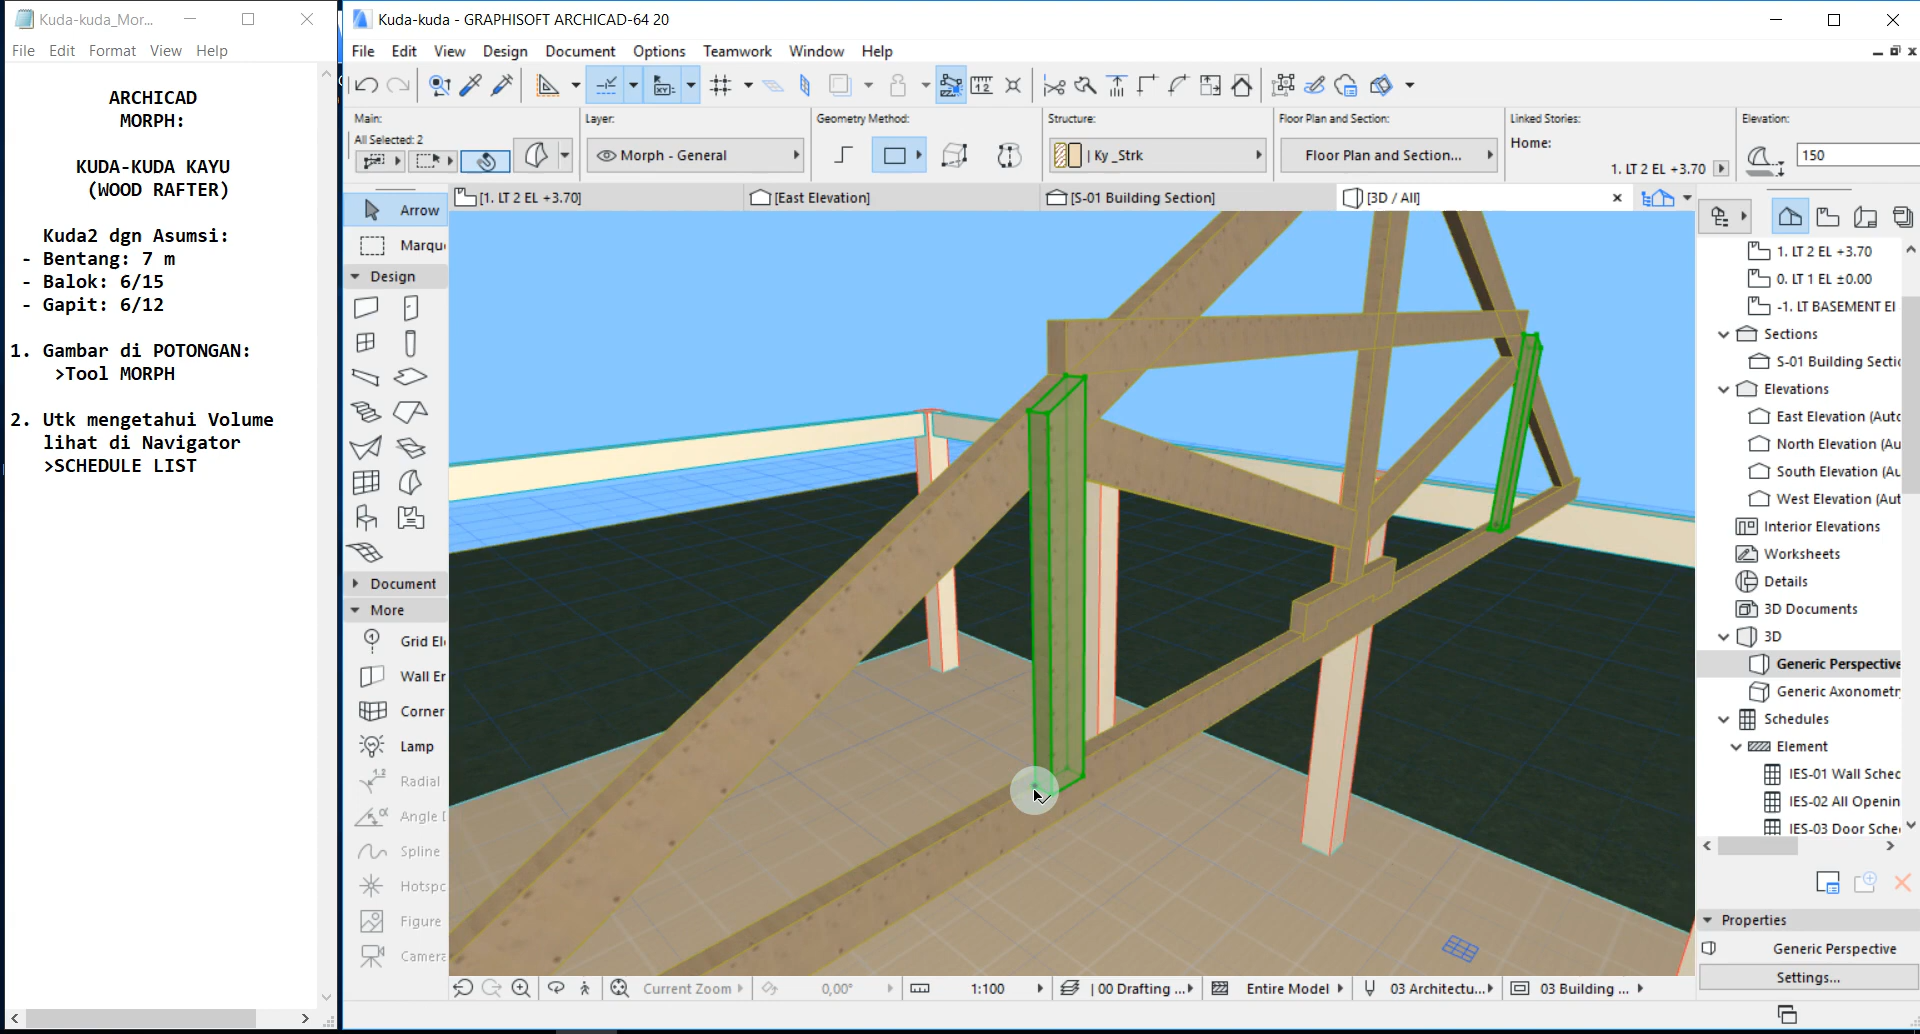 Kuda-kuda_Mor...
File Edit Format View Help
ARCHICAD
MORPH:
KUDA-KUDA KAYU
(WOOD RAFTER)
Kuda2 dgn Asumsi:
- Bentang: 7 m
- Balok: 6/15
- Gapit: 6/12
1. Gambar di POTONGAN:
>Tool MORPH
2. Utk mengetahui Volume
lihat di Navigator
>SCHEDULE LIST
Kuda-kuda - GRAPHISOFT ARCHICAD-64 20
File Edit View Design Document Options Teamwork Window Help
Main:
All Selected: 2
Layer:
Morph - General
Geometry Method:
Structure:
Ky _Strk
Floor Plan and Section:
Floor Plan and Section...
Linked Stories:
Home:
1. LT 2 EL +3.70
Elevation:
150
[1. LT 2 EL +3.70]
[East Elevation]
[S-01 Building Section]
[3D / All]
Arrow
Marqu
Design
Document
More
Grid El
Wall Er
Corner
Lamp
Radial
Angle
Spline
Hotspo
Figure
Camera
1. LT 2 EL +3.70
0. LT 1 EL ±0.00
-1. LT BASEMENT El
Sections
S-01 Building Sectio
Elevations
East Elevation (Auto
North Elevation (Au
South Elevation (Au
West Elevation (Aut
Interior Elevations
Worksheets
Details
3D Documents
3D
Generic Perspective
Generic Axonometr
Schedules
Element
IES-01 Wall Sched
IES-02 All Openin
IES-03 Door Sche
Properties
Generic Perspective
Settings...
Current Zoom
0,00°
1:100
00 Drafting ...
Entire Model
03 Architectu...
03 Building ...